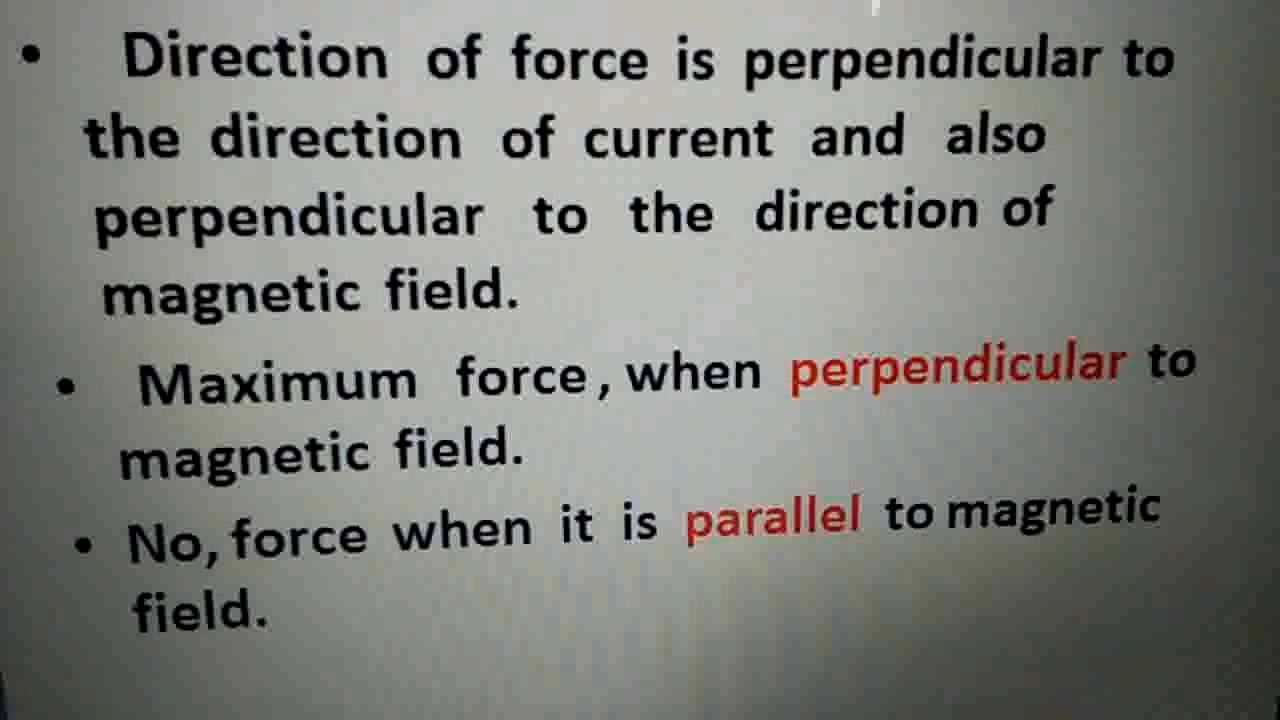 • Direction of force is perpendicular to
the direction of current and also
perpendicular to the direction of
magnetic field.
• Maximum force, when perpendicular to
magnetic field.
• No, force when it is parallel to magnetic
field.